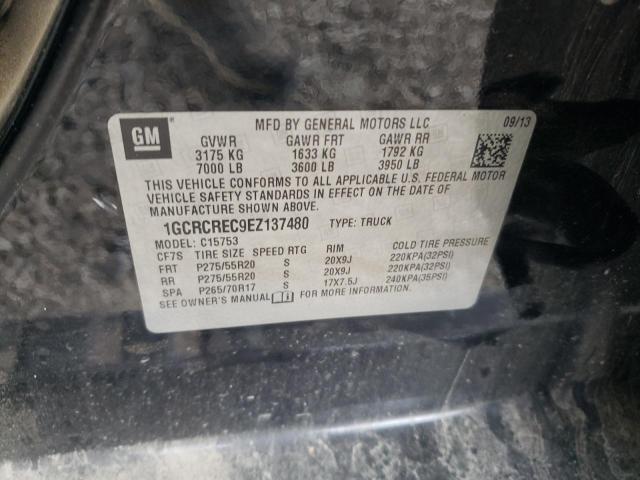 GM
MFD BY GENERAL MOTORS LLC 09/13
GVWR GAWR FRT GAWR RR
3175 KG 1633 KG 1792 KG
7000 LB 3600 LB 3950 LB
THIS VEHICLE CONFORMS TO ALL APPLICABLE U.S. FEDERAL MOTOR
VEHICLE SAFETY STANDARDS IN EFFECT ON THE DATE OF
MANUFACTURE SHOWN ABOVE.
1GCRCREC9EZ137480 TYPE: TRUCK
MODEL: C15753
CF7S TIRE SIZE SPEED RTG RIM COLD TIRE PRESSURE
FRT P275/55R20 S 20X9J 220KPA(32PSI)
RR P275/55R20 S 20X9J 220KPA(32PSI)
SPA P265/70R17 S 17X7.5J 240KPA(35PSI)
SEE OWNER'S MANUAL FOR MORE INFORMATION.